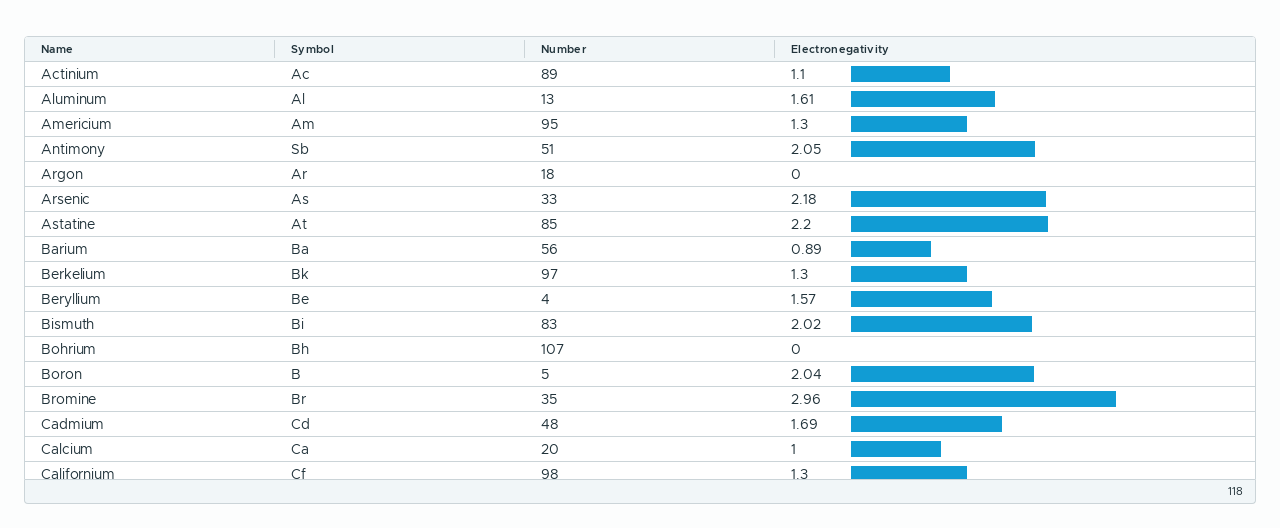 Name Symbol Number Electronegativity
Actinium Ac 89 1.1
Aluminum Al 13 1.61
Americium Am 95 1.3
Antimony Sb 51 2.05
Argon Ar 18 0
Arsenic As 33 2.18
Astatine At 85 2.2
Barium Ba 56 0.89
Berkelium Bk 97 1.3
Beryllium Be 4 1.57
Bismuth Bi 83 2.02
Bohrium Bh 107 0
Boron B 5 2.04
Bromine Br 35 2.96
Cadmium Cd 48 1.69
Calcium Ca 20 1
Californium Cf 98 1.3
118